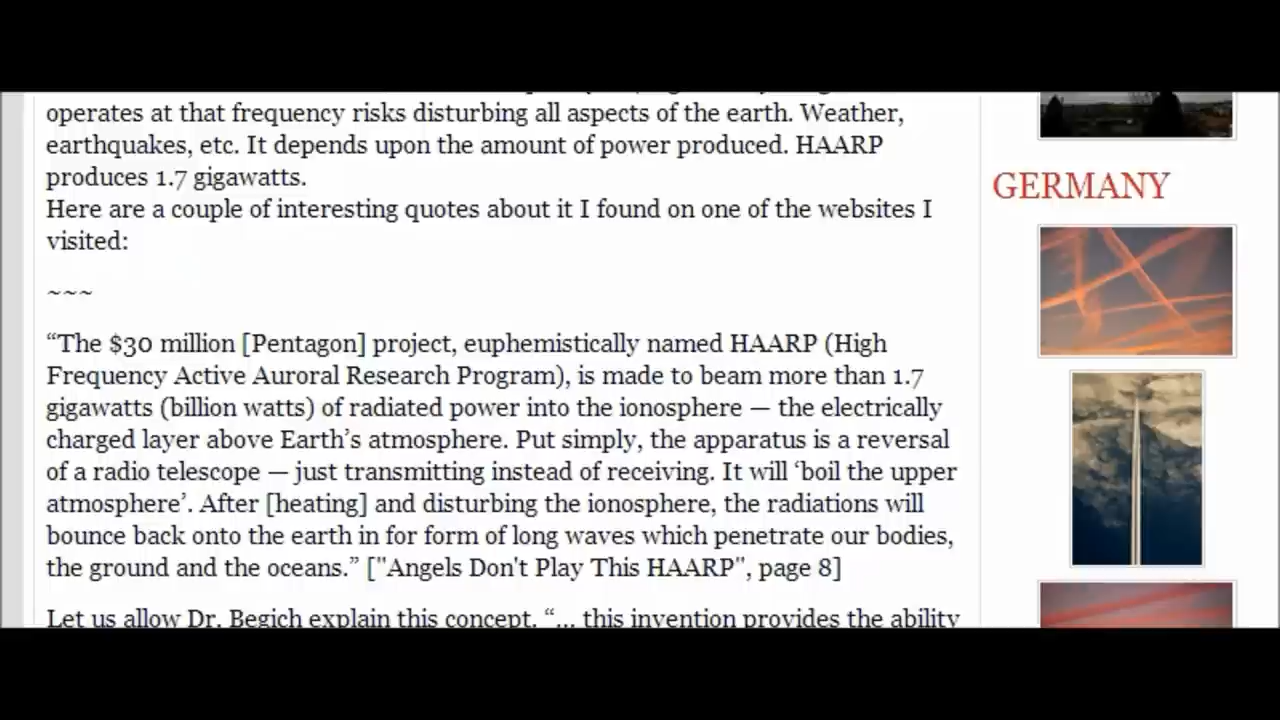 operates at that frequency risks disturbing all aspects of the earth. Weather,
earthquakes, etc. It depends upon the amount of power produced. HAARP
produces 1.7 gigawatts.
Here are a couple of interesting quotes about it I found on one of the websites I
visited:
~~~
“The $30 million [Pentagon] project, euphemistically named HAARP (High
Frequency Active Auroral Research Program), is made to beam more than 1.7
gigawatts (billion watts) of radiated power into the ionosphere — the electrically
charged layer above Earth’s atmosphere. Put simply, the apparatus is a reversal
of a radio telescope — just transmitting instead of receiving. It will ‘boil the upper
atmosphere’. After [heating] and disturbing the ionosphere, the radiations will
bounce back onto the earth in for form of long waves which penetrate our bodies,
the ground and the oceans.” ["Angels Don't Play This HAARP", page 8]
Let us allow Dr. Begich explain this concept. “... this invention provides the ability
GERMANY